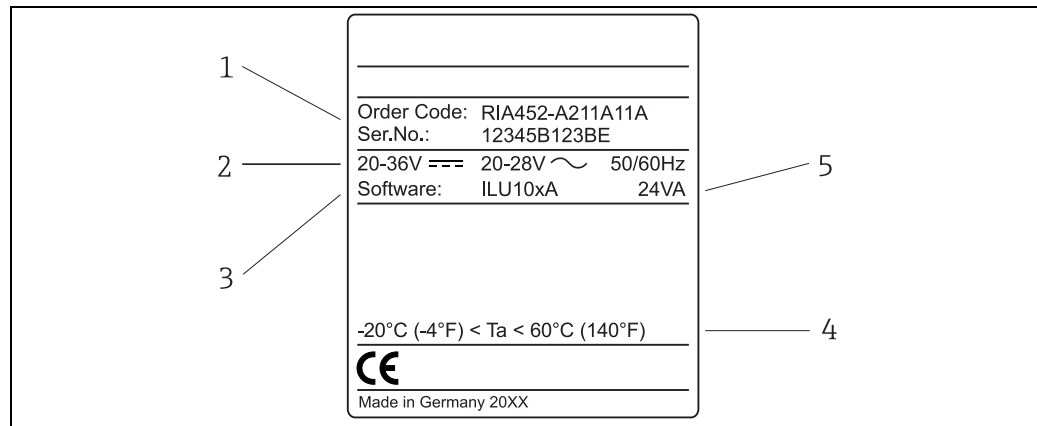 1
Order Code: RIA452-A211A11A
Ser.No.: 12345B123BE
2
20-36V 20-28V 50/60Hz
5
Software: ILU10xA 24VA
3
-20°C (-4°F) < Ta < 60°C (140°F)
4
CE
Made in Germany 20XX